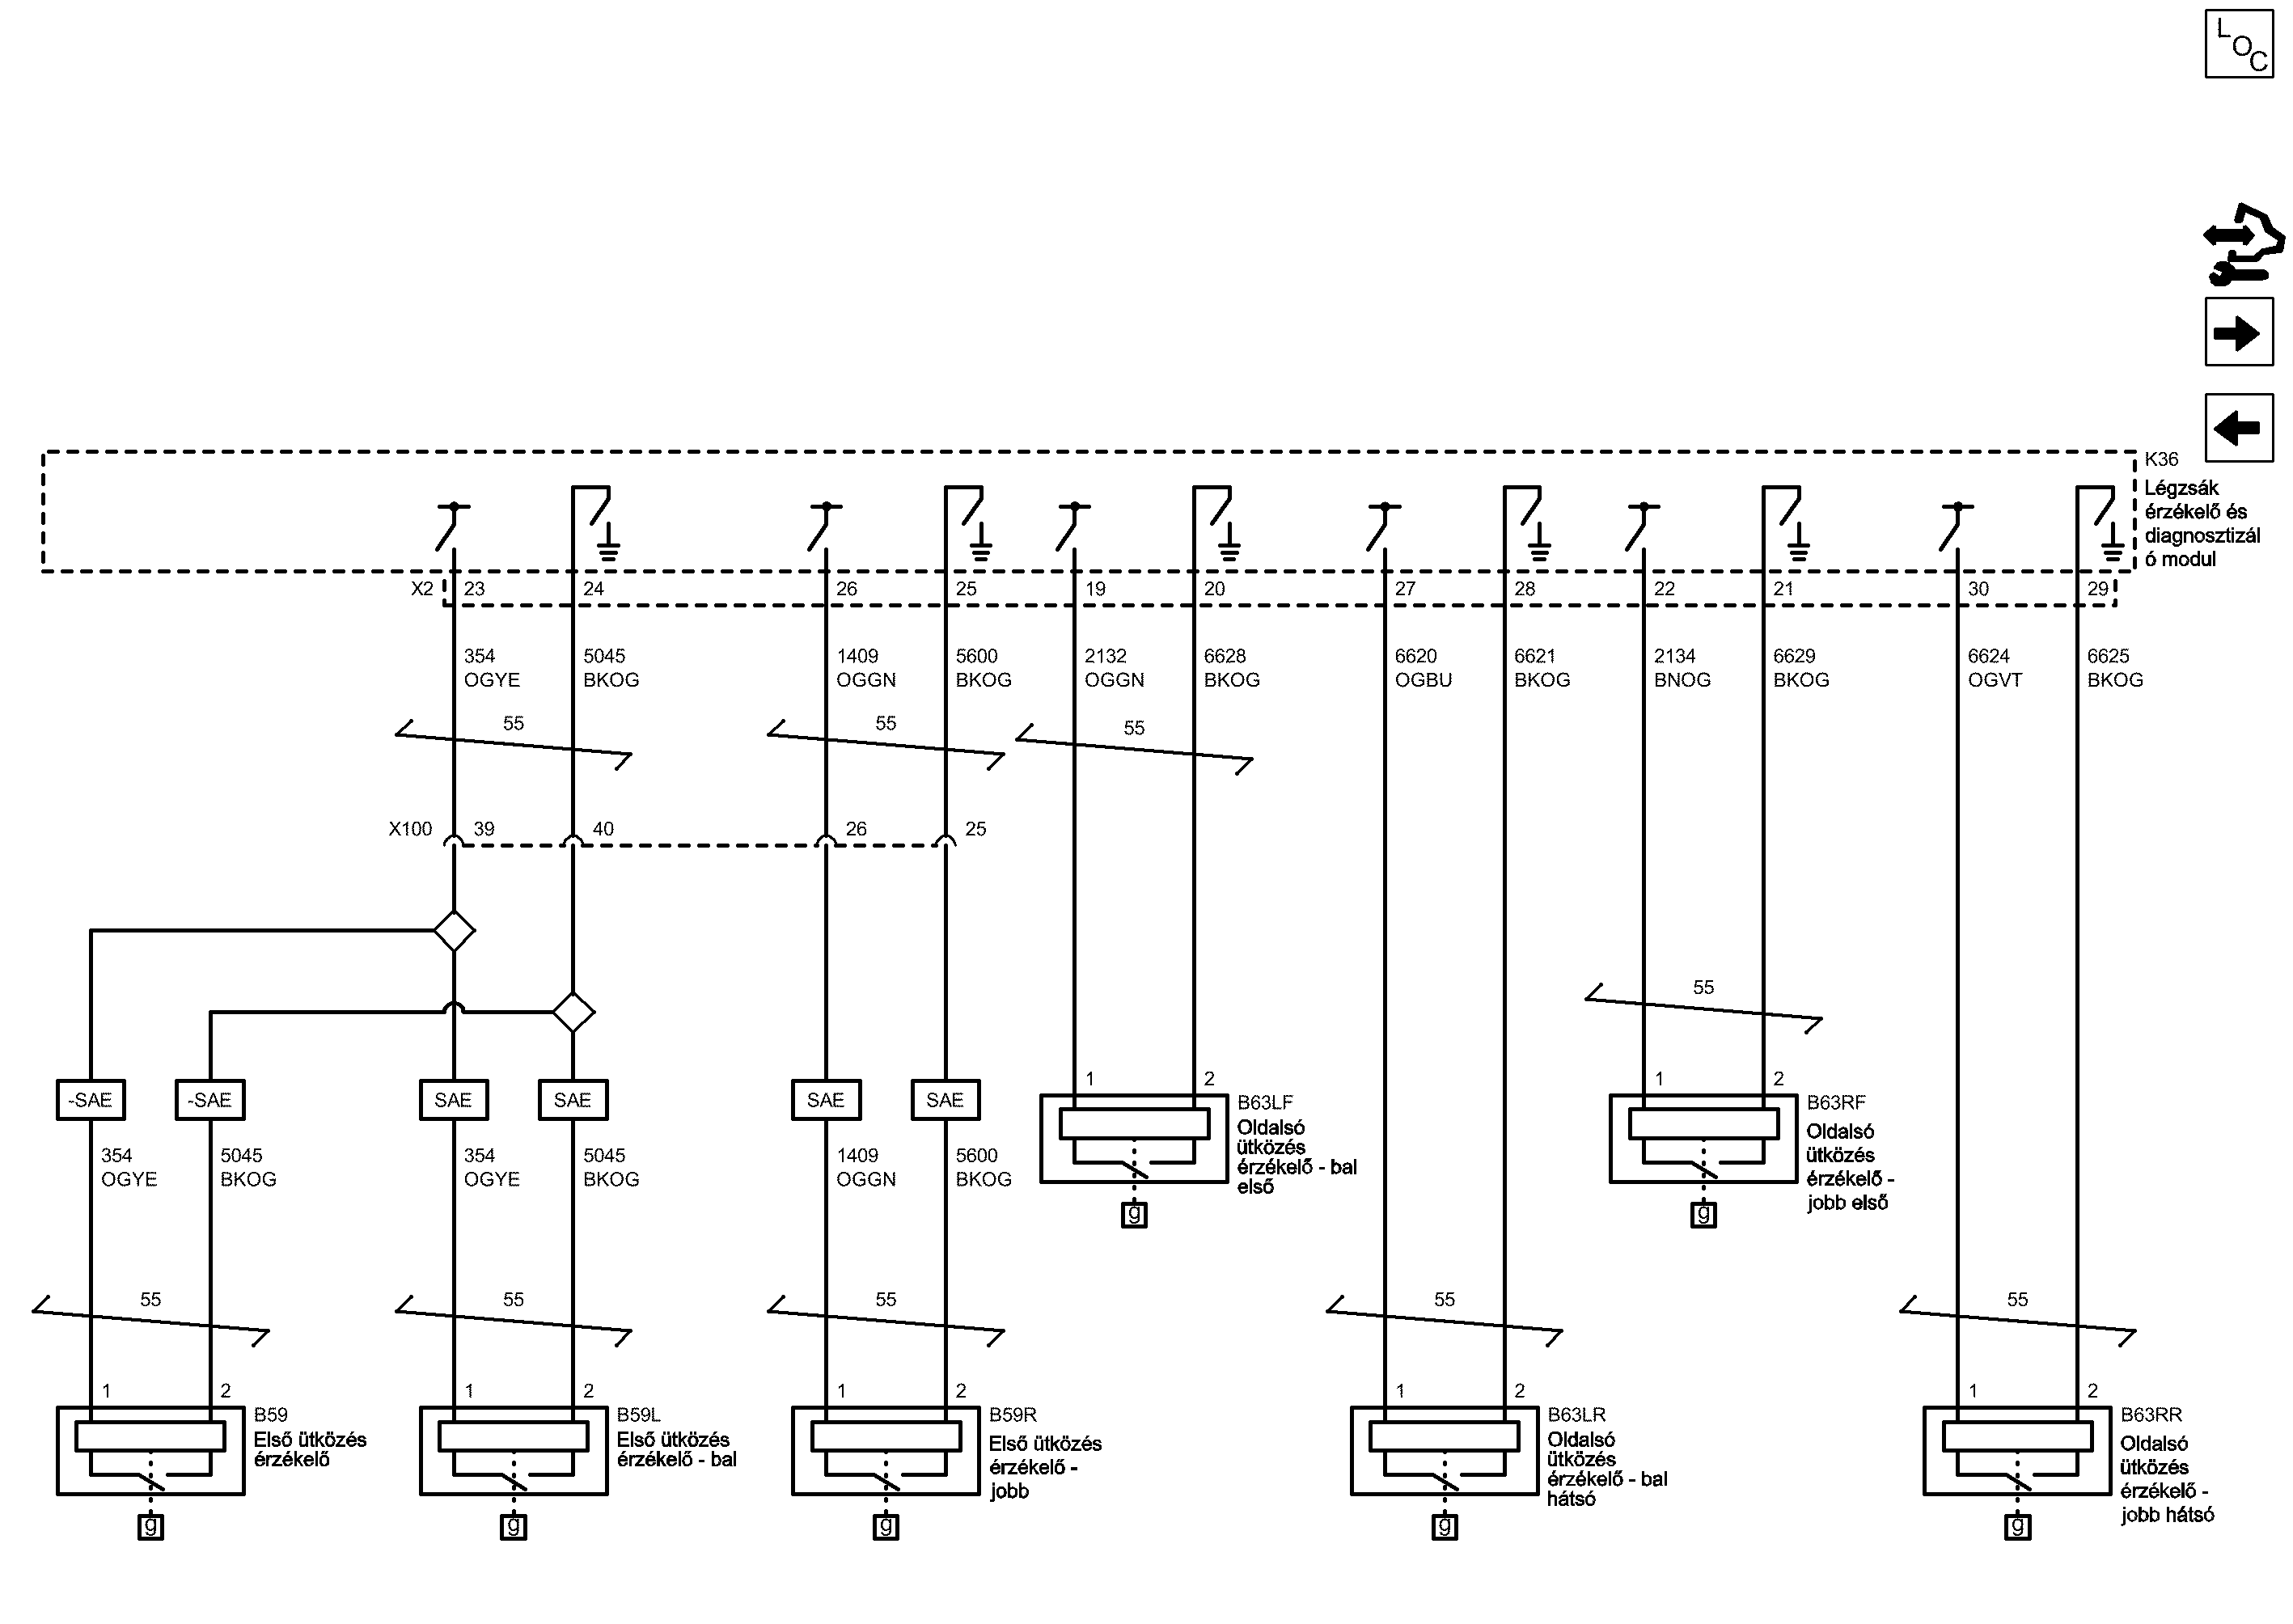 LOC
K36
Légzsák
érzékelő és
diagnosztizál
ó modul
X2 23 24 26 25 19 20 27 28 22 21 30 29
354 5045 1409 5600 2132 6628 6620 6621 2134 6629 6624 6625
OGYE BKOG OGGN BKOG OGGN BKOG OGBU BKOG BNOG BKOG OGVT BKOG
55 55 55
X100 39 40 26 25
55
1 2 1 2
-SAE -SAE SAE SAE SAE SAE
B63LF
Oldalsó
ütközés
érzékelő - bal
első
B63RF
Oldalsó
ütközés
érzékelő -
jobb első
354 5045 354 5045 1409 5600
OGYE BKOG OGYE BKOG OGGN BKOG
g g
55 55 55 55 55
1 2 1 2 1 2 1 2 1 2
B59
Első ütközés
érzékelő
B59L
Első ütközés
érzékelő - bal
B59R
Első ütközés
érzékelő -
jobb
B63LR
Oldalsó
ütközés
érzékelő - bal
hátsó
B63RR
Oldalsó
ütközés
érzékelő -
jobb hátsó
g g g g g